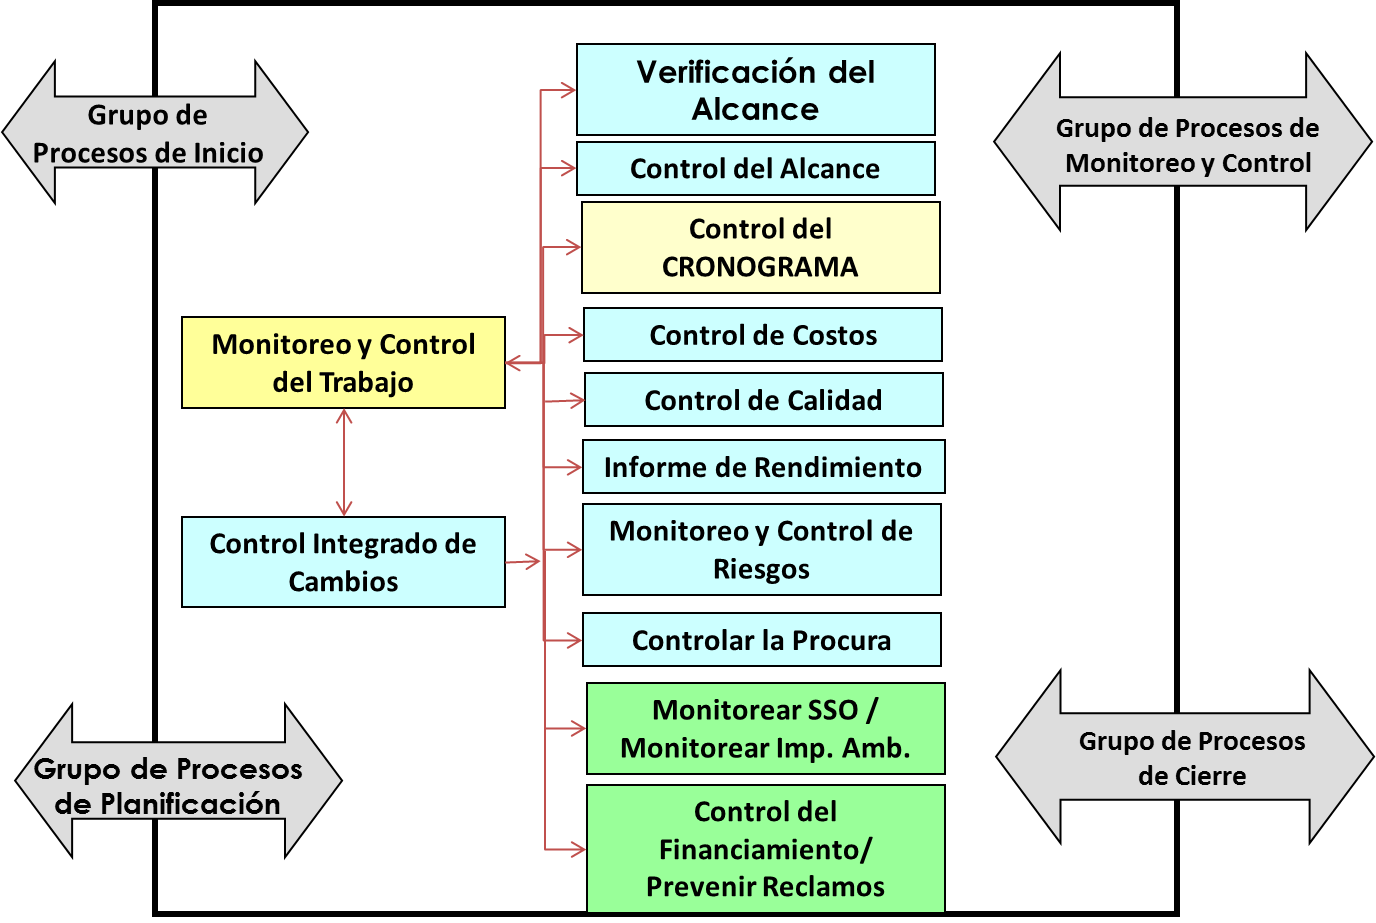 Grupo de
Procesos de Inicio
Verificación del
Alcance
Control del Alcance
Control del
CRONOGRAMA
Control de Costos
Control de Calidad
Informe de Rendimiento
Monitoreo y Control de
Riesgos
Controlar la Procura
Monitorear SSO /
Monitorear Imp. Amb.
Control del
Financiamiento/
Prevenir Reclamos
Monitoreo y Control
del Trabajo
Control Integrado de
Cambios
Grupo de Procesos de
Monitoreo y Control
Grupo de Procesos
de Planificación
Grupo de Procesos
de Cierre